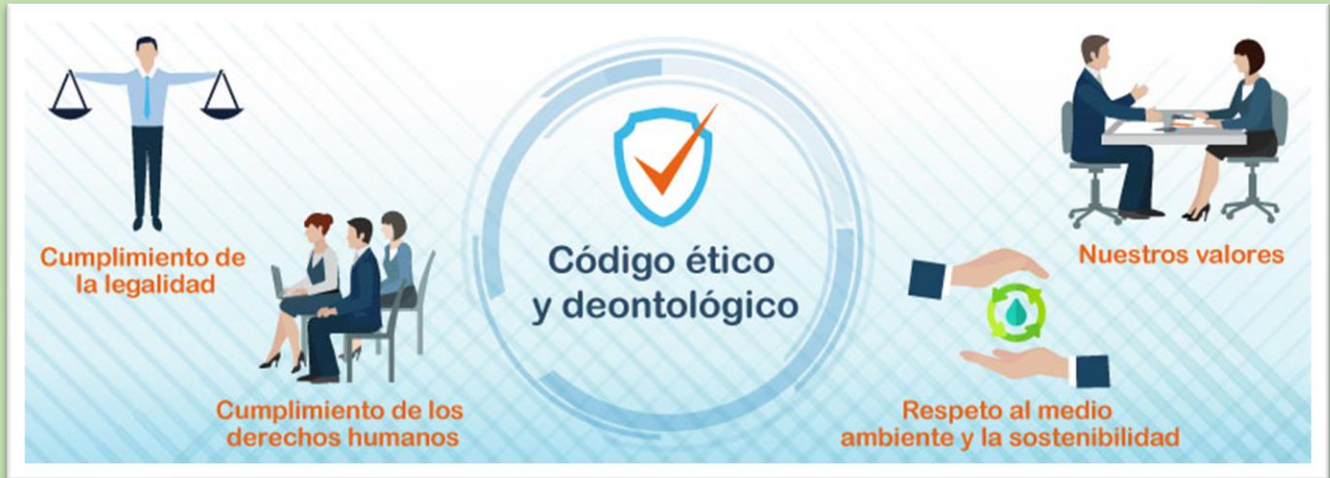 Cumplimiento de
la legalidad
Cumplimiento de los
derechos humanos
Código ético
y deontológico
Nuestros valores
Respeto al medio
ambiente y la sostenibilidad